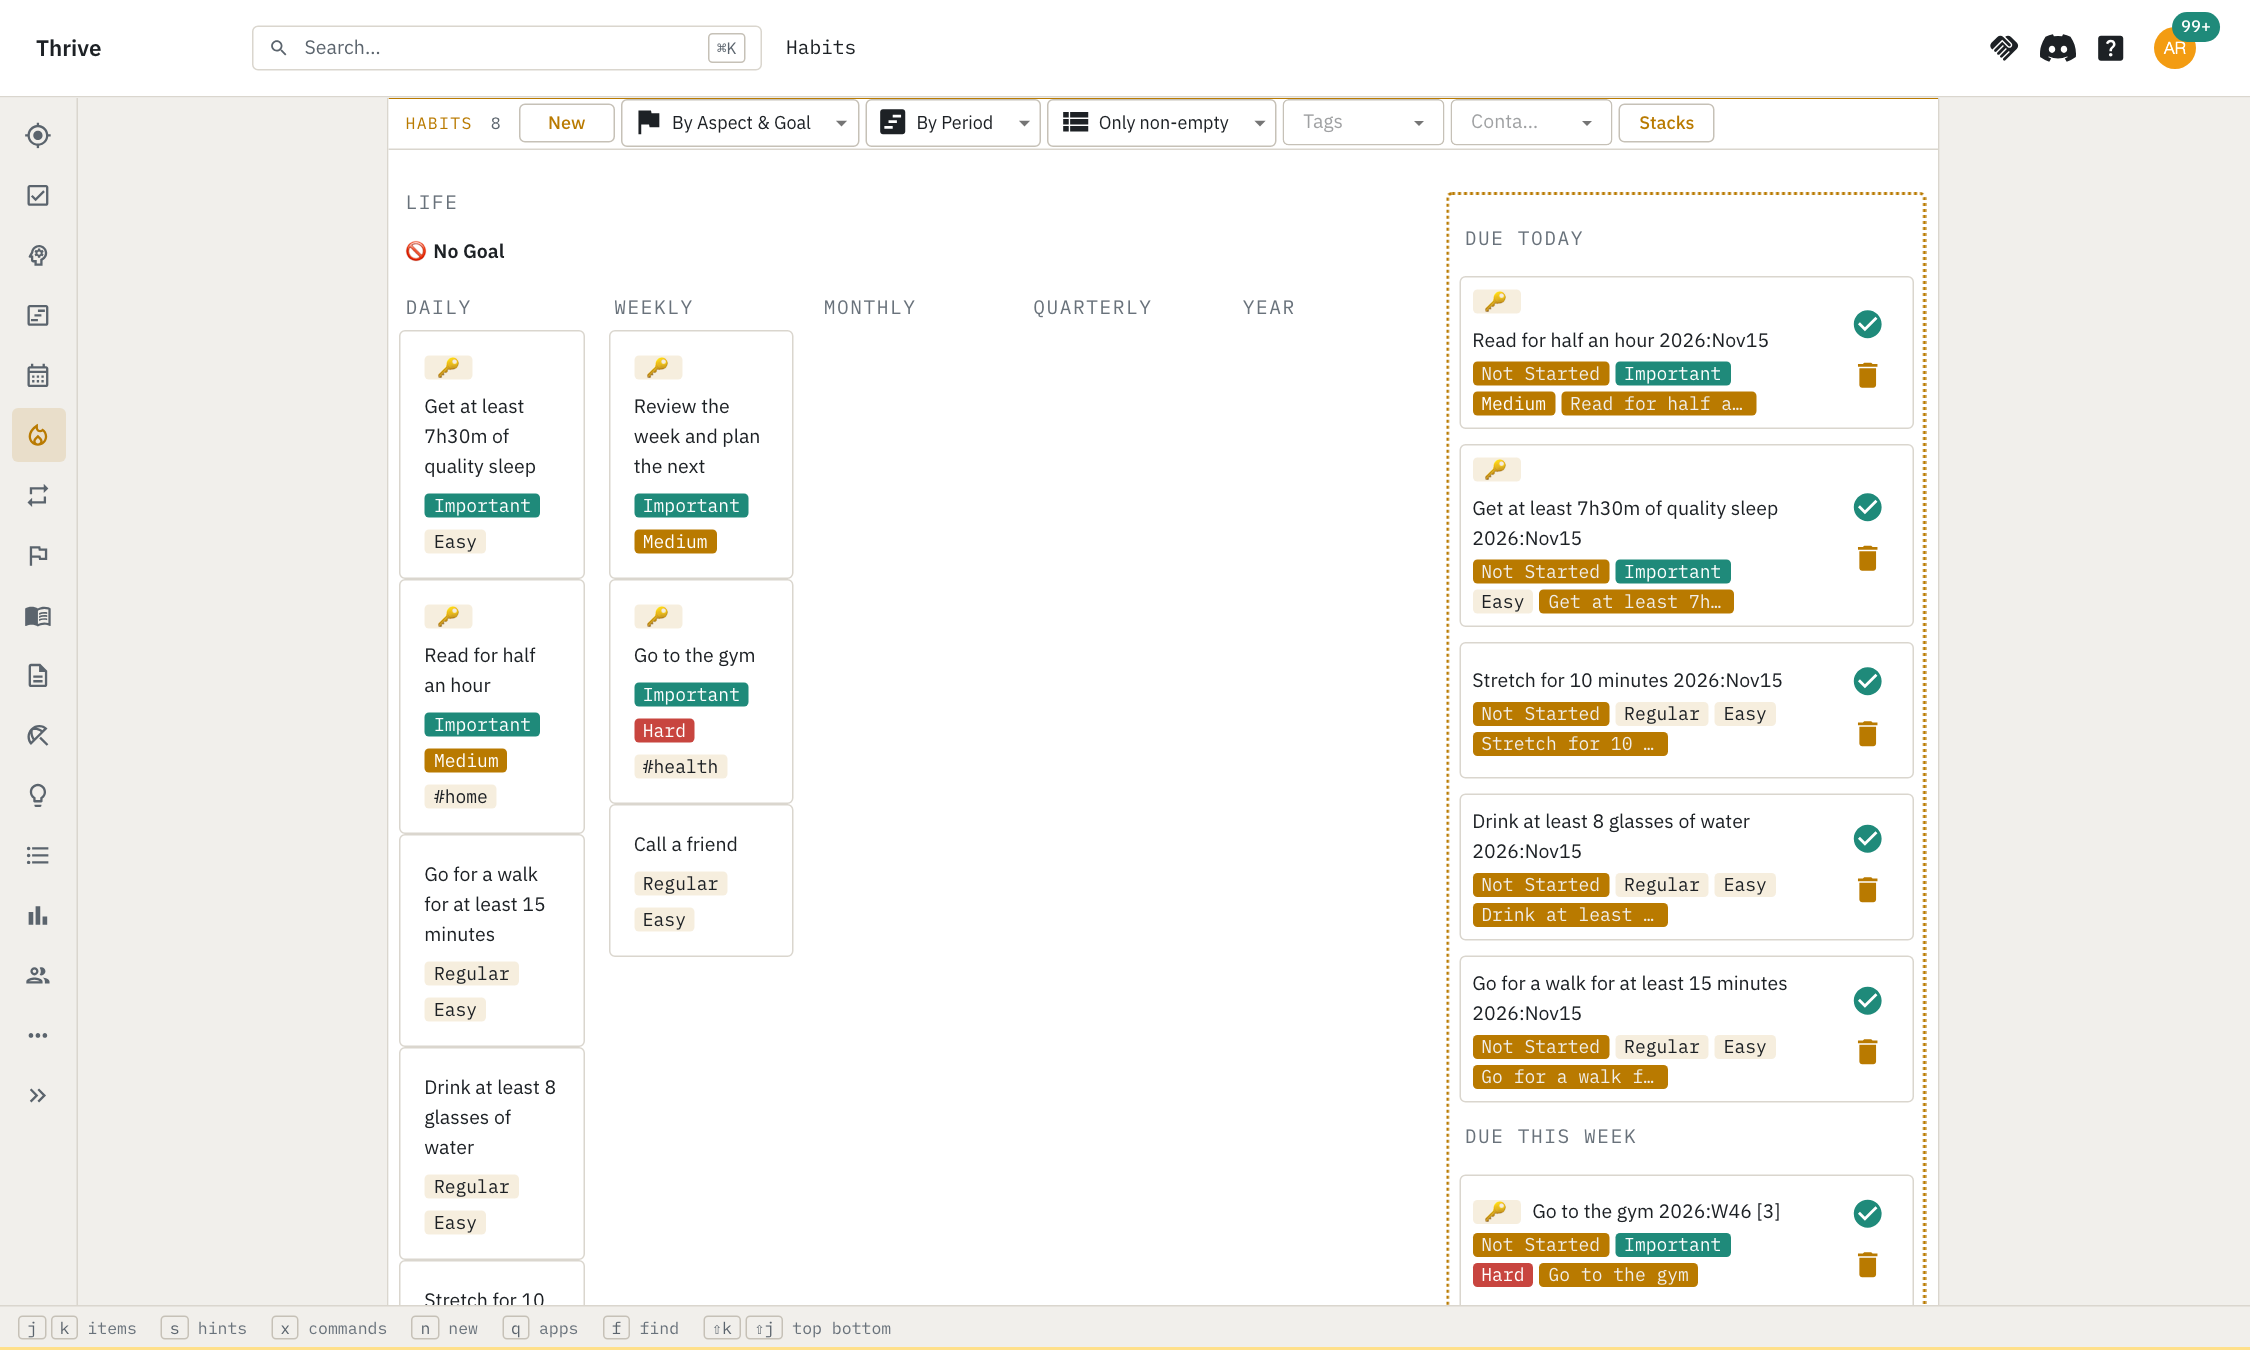 Thrive
Search...
⌘K
Habits
?
AR
99+
HABITS 8
New
By Aspect & Goal
By Period
Only non-empty
Tags
Conta...
Stacks
LIFE
No Goal
DAILY
Get at least
7h30m of
quality sleep
Important
Easy
Read for half
an hour
Important
Medium
#home
Go for a walk
for at least 15
minutes
Regular
Easy
Drink at least 8
glasses of
water
Regular
Easy
Stretch for 10
WEEKLY
Review the
week and plan
the next
Important
Medium
Go to the gym
Important
Hard
#health
Call a friend
Regular
Easy
MONTHLY
QUARTERLY
YEAR
DUE TODAY
Read for half an hour 2026:Nov15
Not Started Important
Medium Read for half a…
Get at least 7h30m of quality sleep
2026:Nov15
Not Started Important
Easy Get at least 7h…
Stretch for 10 minutes 2026:Nov15
Not Started Regular Easy
Stretch for 10 …
Drink at least 8 glasses of water
2026:Nov15
Not Started Regular Easy
Drink at least …
Go for a walk for at least 15 minutes
2026:Nov15
Not Started Regular Easy
Go for a walk f…
DUE THIS WEEK
Go to the gym 2026:W46 [3]
Not Started Important
Hard Go to the gym
j k items s hints x commands n new q apps f find ⇧k ⇧j top bottom